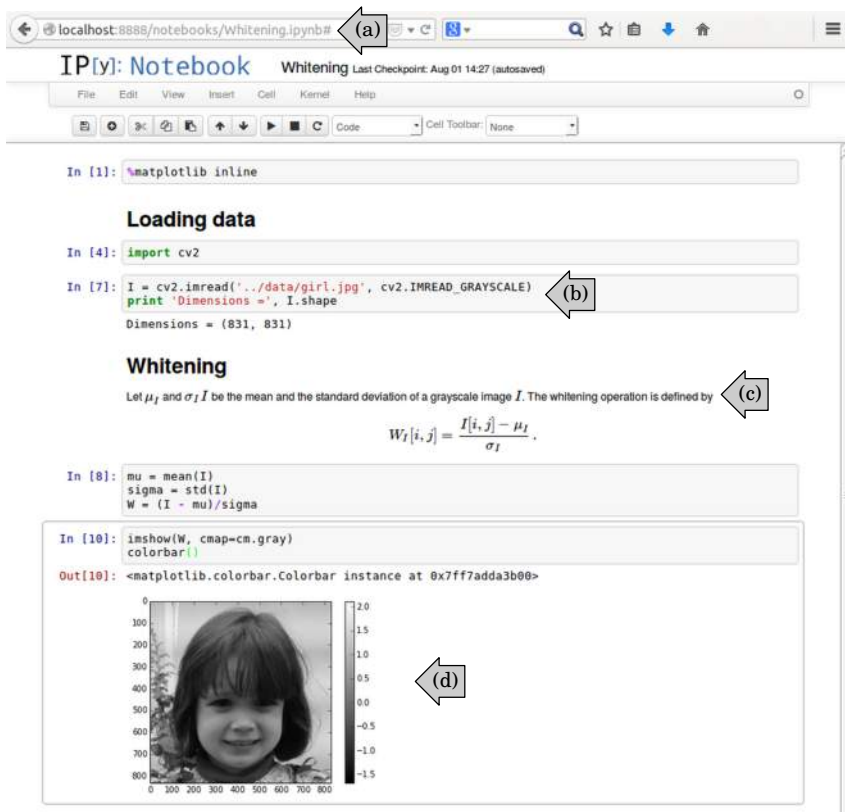 localhost:8888/notebooks/Whitening.ipynb# (a)
IP[y]: Notebook Whitening Last Checkpoint: Aug 01 14:27 (autosaved)
File Edit View Insert Cell Kernel Help
Code Cell Toolbar: None
In [1]: %matplotlib inline
Loading data
In [4]: import cv2
In [7]: I = cv2.imread('../data/girl.jpg', cv2.IMREAD_GRAYSCALE)
print 'Dimensions =', I.shape
(b)
Dimensions = (831, 831)
Whitening
Let μ_I and σ_I I be the mean and the standard deviation of a grayscale image I. The whitening operation is defined by (c)
W_I[i, j] = (I[i, j] − μ_I) / σ_I .
In [8]: mu = mean(I)
sigma = std(I)
W = (I - mu)/sigma
In [10]: imshow(W, cmap=cm.gray)
colorbar()
Out[10]: <matplotlib.colorbar.Colorbar instance at 0x7ff7adda3b00>
0
100
200
300
400
500
600
700
800
0 100 200 300 400 500 600 700 800
2.0
1.5
1.0
0.5
0.0
−0.5
−1.0
−1.5
(d)